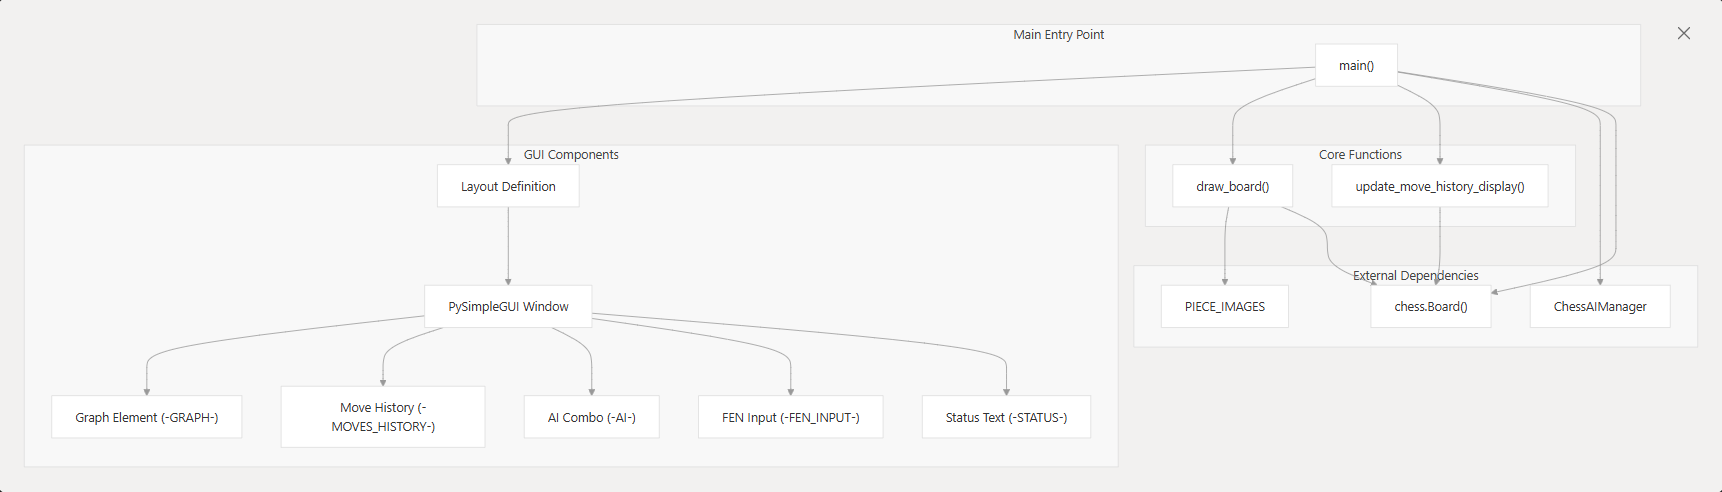 Main Entry Point
main()
GUI Components
Layout Definition
Core Functions
draw_board()
update_move_history_display()
External Dependencies
PySimpleGUI Window
PIECE_IMAGES
chess.Board()
ChessAIManager
Graph Element (-GRAPH-)
Move History (-
MOVES_HISTORY-)
AI Combo (-AI-)
FEN Input (-FEN_INPUT-)
Status Text (-STATUS-)